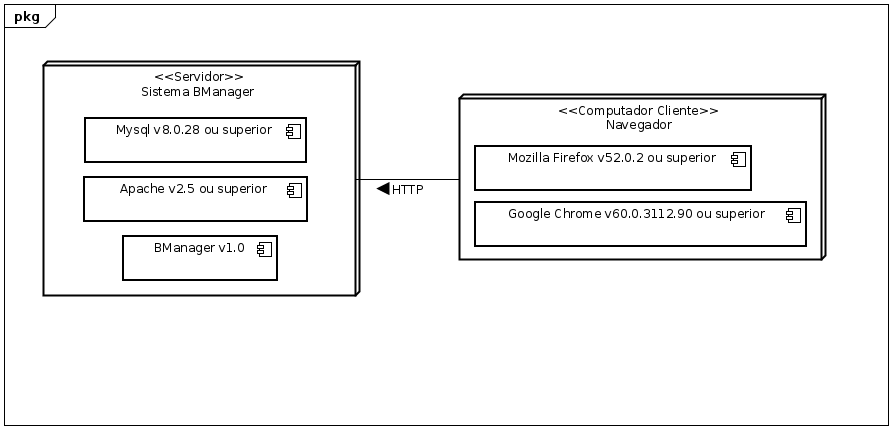 pkg
<<Servidor>>
Sistema BManager
Mysql v8.0.28 ou superior
Apache v2.5 ou superior
BManager v1.0
HTTP
<<Computador Cliente>>
Navegador
Mozilla Firefox v52.0.2 ou superior
Google Chrome v60.0.3112.90 ou superior